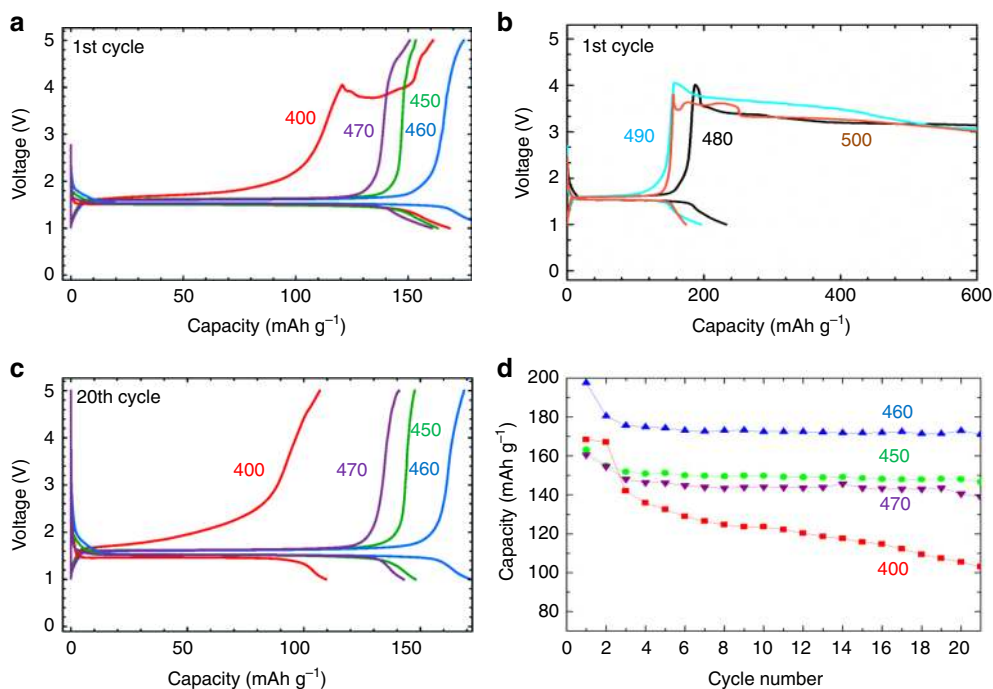 a
1st cycle
5
4
3
2
1
0
Voltage (V)
400
470
450
460
0 50 100 150
Capacity (mAh g⁻¹)
b
1st cycle
5
4
3
2
1
0
Voltage (V)
490
480
500
0 200 400 600
Capacity (mAh g⁻¹)
c
20th cycle
5
4
3
2
1
0
Voltage (V)
400
470
450
460
0 50 100 150
Capacity (mAh g⁻¹)
d
200
180
160
140
120
100
80
Capacity (mAh g⁻¹)
460
450
470
400
0 2 4 6 8 10 12 14 16 18 20
Cycle number